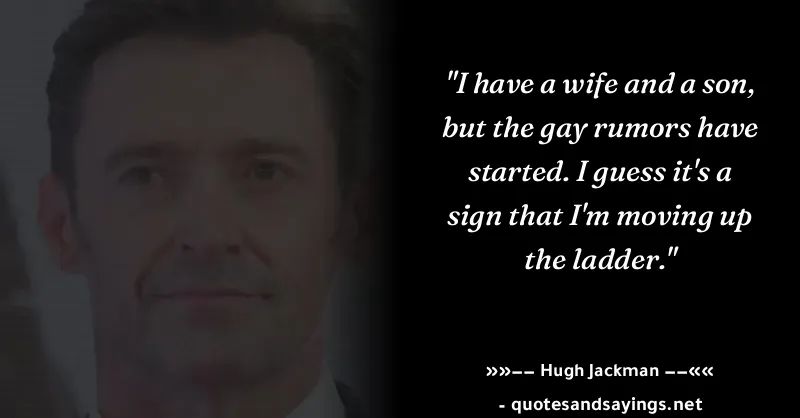 "I have a wife and a son,
but the gay rumors have
started. I guess it's a
sign that I'm moving up
the ladder."
»»–– Hugh Jackman ––««
- quotesandsayings.net